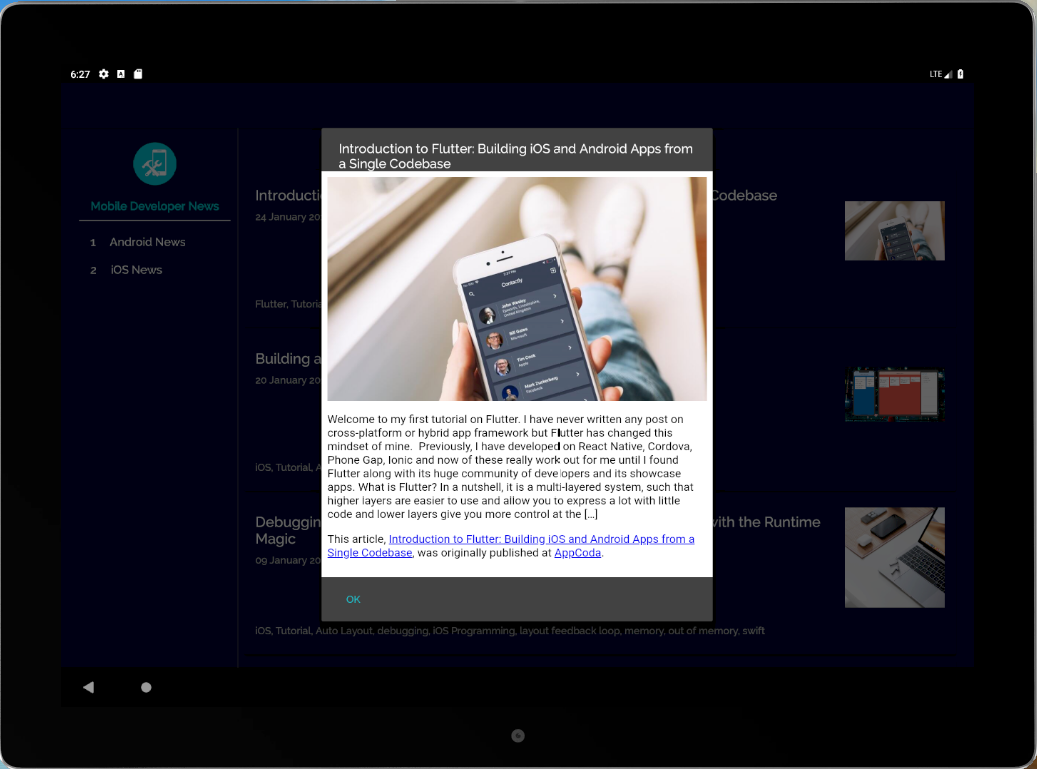 6:27
LTE
Mobile Developer News
1 Android News
2 iOS News
Introducti
Codebase
24 January 20
Flutter, Tutoria
Building a
20 January 20
iOS, Tutorial, A
Debuggin
with the Runtime
Magic
09 January 20
iOS, Tutorial, Auto Layout, debugging, iOS Programming, layout feedback loop, memory, out of memory, swift
Introduction to Flutter: Building iOS and Android Apps from
a Single Codebase
Contactly
John Wesley
Bill Gates
Microsoft
Tim Cook
Apple
Mark Zuckerberg
Facebook
Welcome to my first tutorial on Flutter. I have never written any post on
cross-platform or hybrid app framework but Flutter has changed this
mindset of mine. Previously, I have developed on React Native, Cordova,
Phone Gap, Ionic and now of these really work out for me until I found
Flutter along with its huge community of developers and its showcase
apps. What is Flutter? In a nutshell, it is a multi-layered system, such that
higher layers are easier to use and allow you to express a lot with little
code and lower layers give you more control at the [...]
This article, Introduction to Flutter: Building iOS and Android Apps from a
Single Codebase, was originally published at AppCoda.
OK